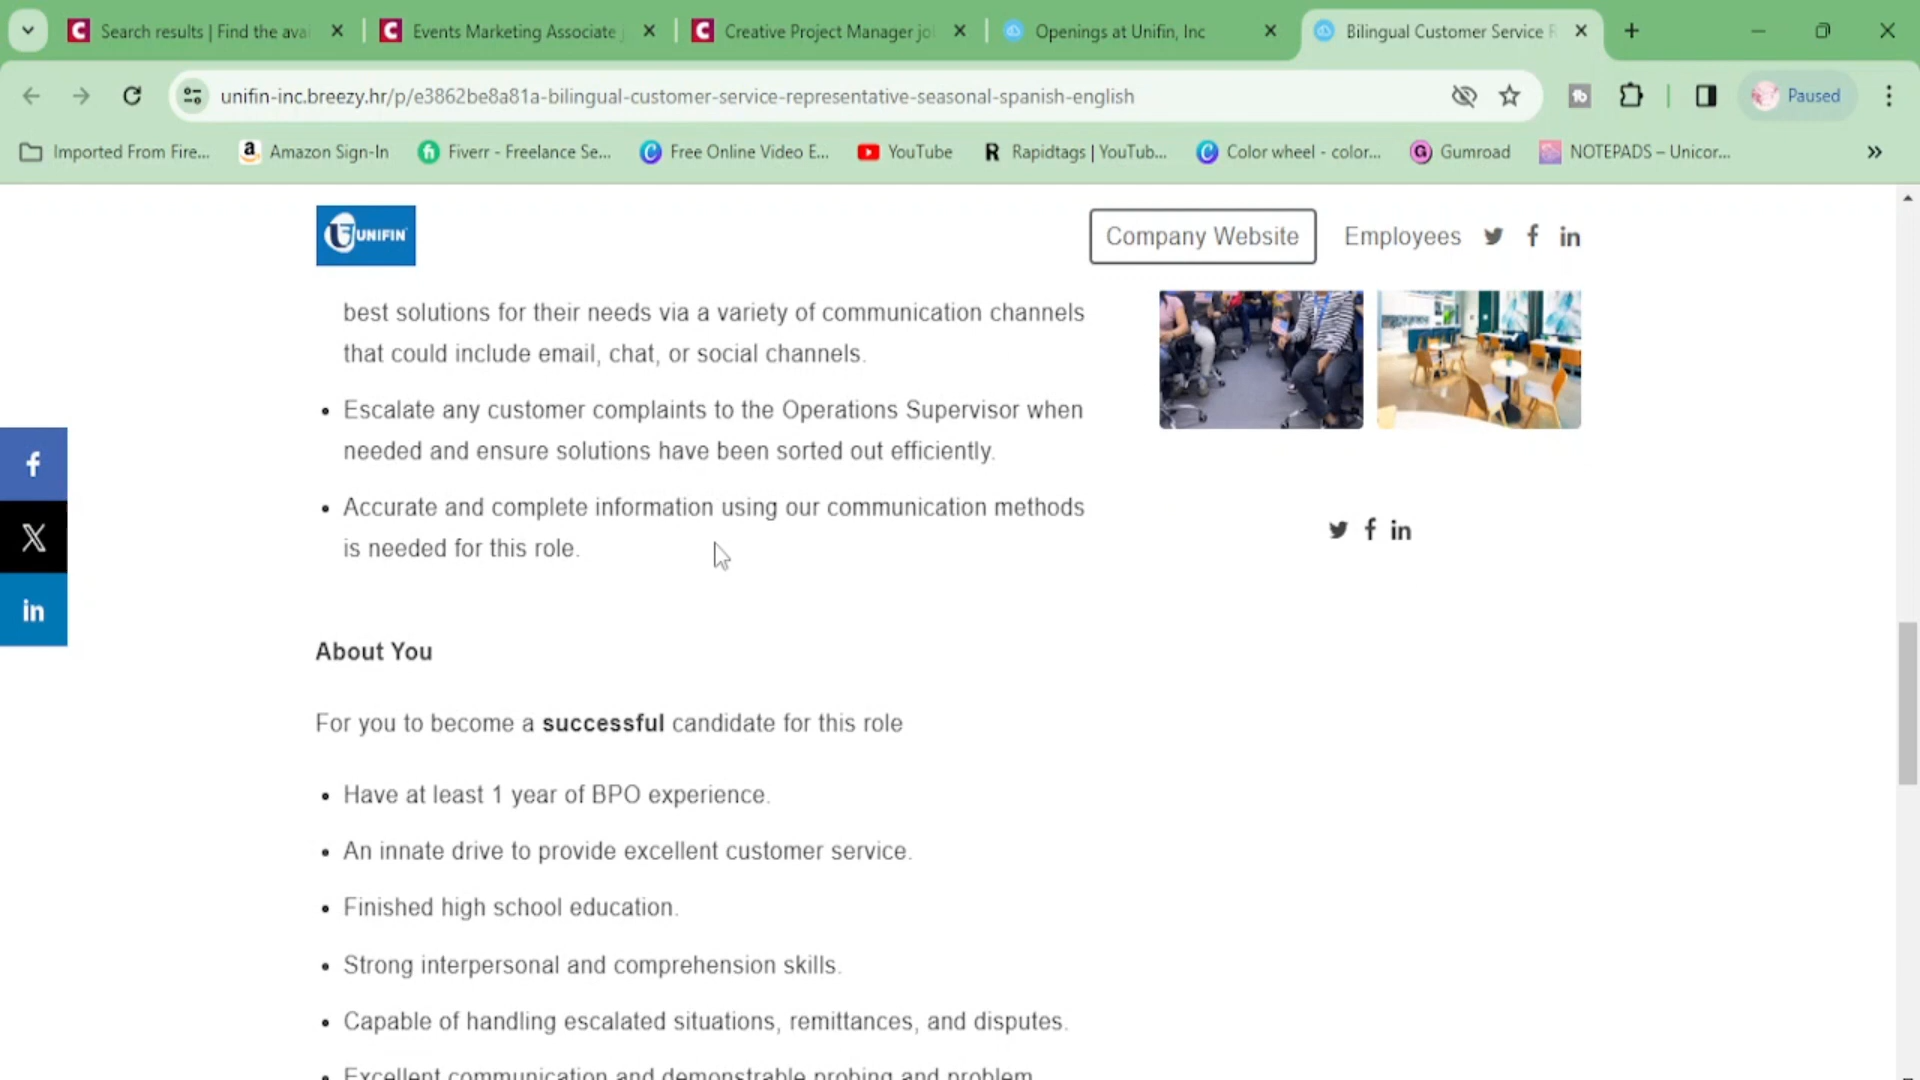 Search results | Find the avai
Events Marketing Associate j
Creative Project Manager jo
Openings at Unifin, Inc
Bilingual Customer Service R
unifin-inc.breezy.hr/p/e3862be8a81a-bilingual-customer-service-representative-seasonal-spanish-english
Paused
Imported From Fire...
Amazon Sign-In
Fiverr - Freelance Se...
Free Online Video E...
YouTube
Rapidtags | YouTub...
Color wheel - color...
Gumroad
NOTEPADS – Unicor...
UNIFIN
Company Website
Employees
best solutions for their needs via a variety of communication channels
that could include email, chat, or social channels.
• Escalate any customer complaints to the Operations Supervisor when
needed and ensure solutions have been sorted out efficiently.
• Accurate and complete information using our communication methods
is needed for this role.
About You
For you to become a successful candidate for this role
• Have at least 1 year of BPO experience.
• An innate drive to provide excellent customer service.
• Finished high school education.
• Strong interpersonal and comprehension skills.
• Capable of handling escalated situations, remittances, and disputes.
• Excellent communication and demonstrable probing and problem